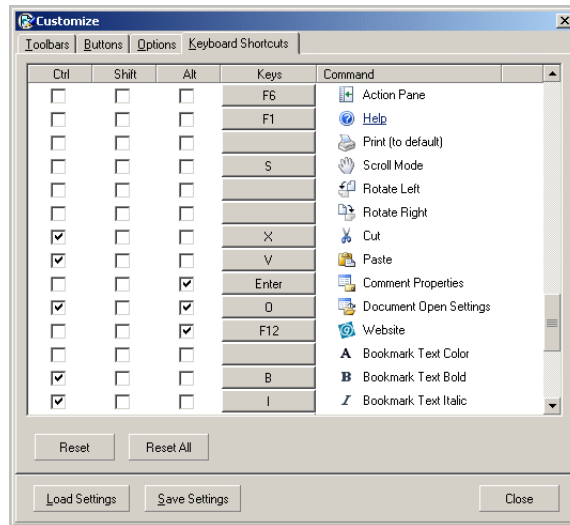 Customize
Toolbars Buttons Options Keyboard Shortcuts
Ctrl Shift Alt Keys Command
F6 Action Pane
F1 Help
Print (to default)
S Scroll Mode
Rotate Left
Rotate Right
X Cut
V Paste
Enter Comment Properties
O Document Open Settings
F12 Website
A Bookmark Text Color
B B Bookmark Text Bold
I I Bookmark Text Italic
Reset Reset All
Load Settings Save Settings Close